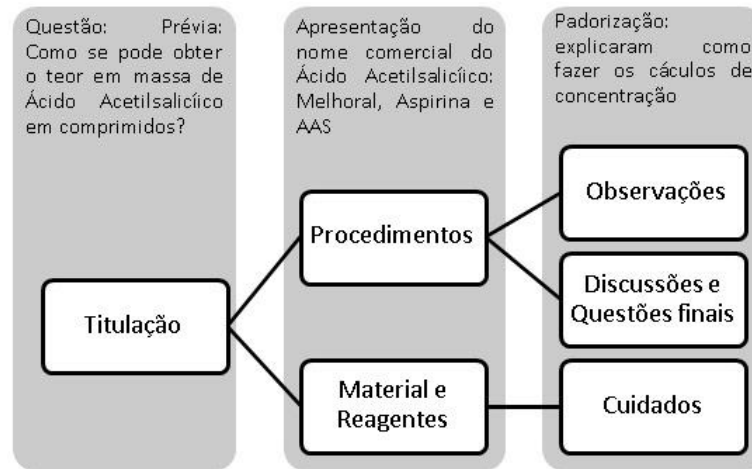 Questão: Prévia:
Como se pode obter
o teor em massa de
Ácido Acetilsalicíico
em comprimidos?
Apresentação do
nome comercial do
Ácido Acetilsalicíico:
Melhoral, Aspirina e
AAS
Padorização:
explicaram como
fazer os cáculos de
concentração
Titulação
Procedimentos
Material e
Reagentes
Observações
Discussões e
Questões finais
Cuidados